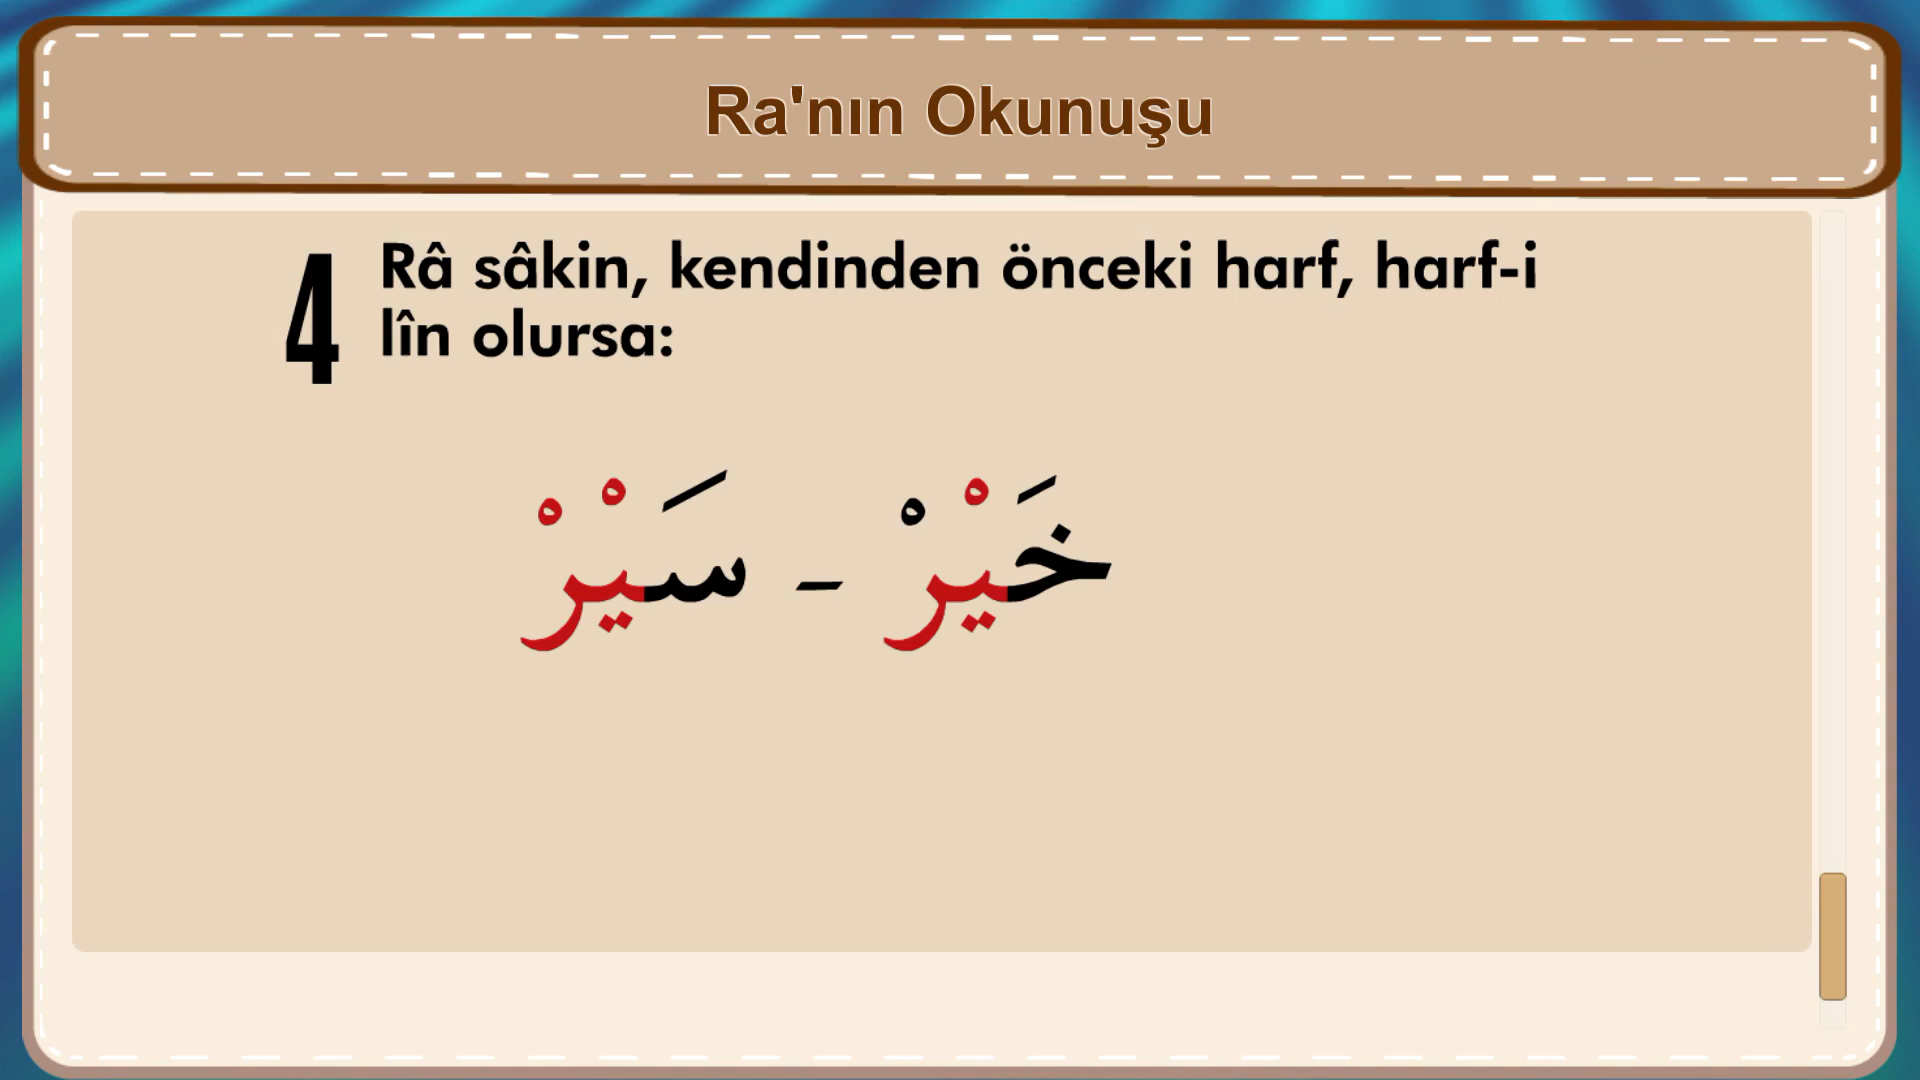 Ra'nın Okunuşu
4 Râ sâkin, kendinden önceki harf, harf-i
lîn olursa:
خَيْرْ - سَيْرْ